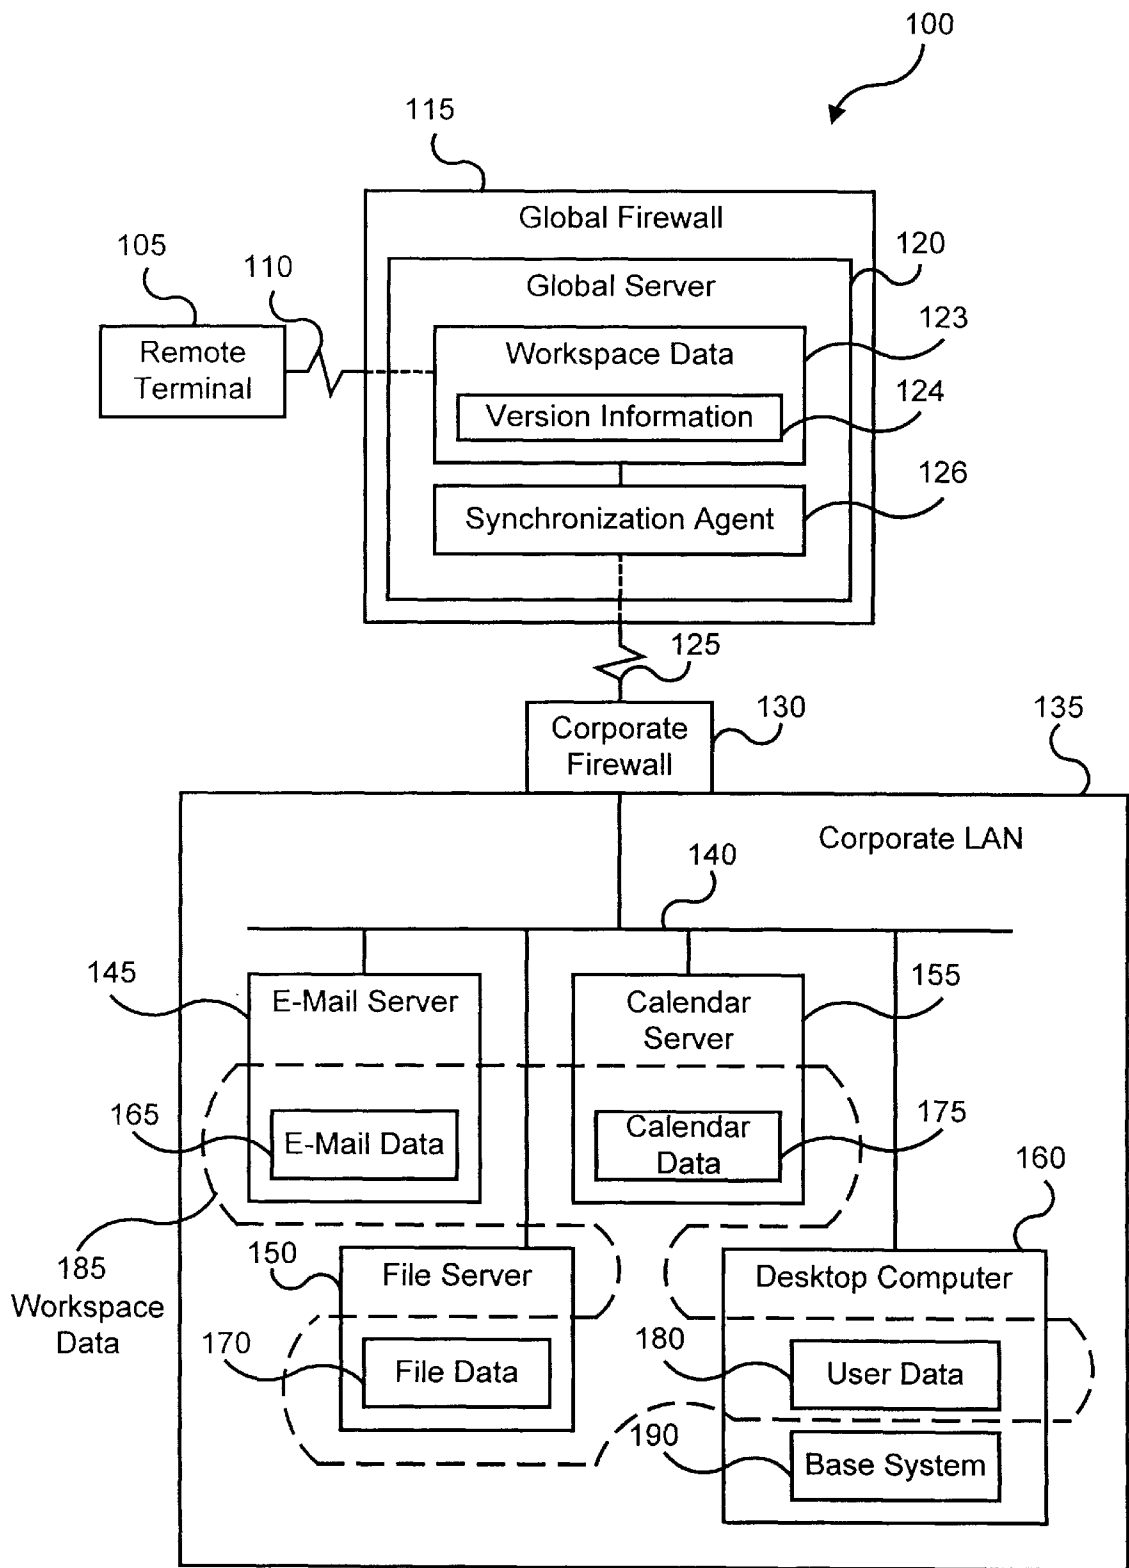 100
115
Global Firewall
105
110
120
Global Server
123
Remote
Terminal
Workspace Data
124
Version Information
126
Synchronization Agent
125
130
135
Corporate
Firewall
Corporate LAN
140
145
E-Mail Server
155
Calendar
Server
165
E-Mail Data
175
Calendar
Data
160
185
Workspace
Data
150
File Server
Desktop Computer
170
File Data
180
User Data
190
Base System